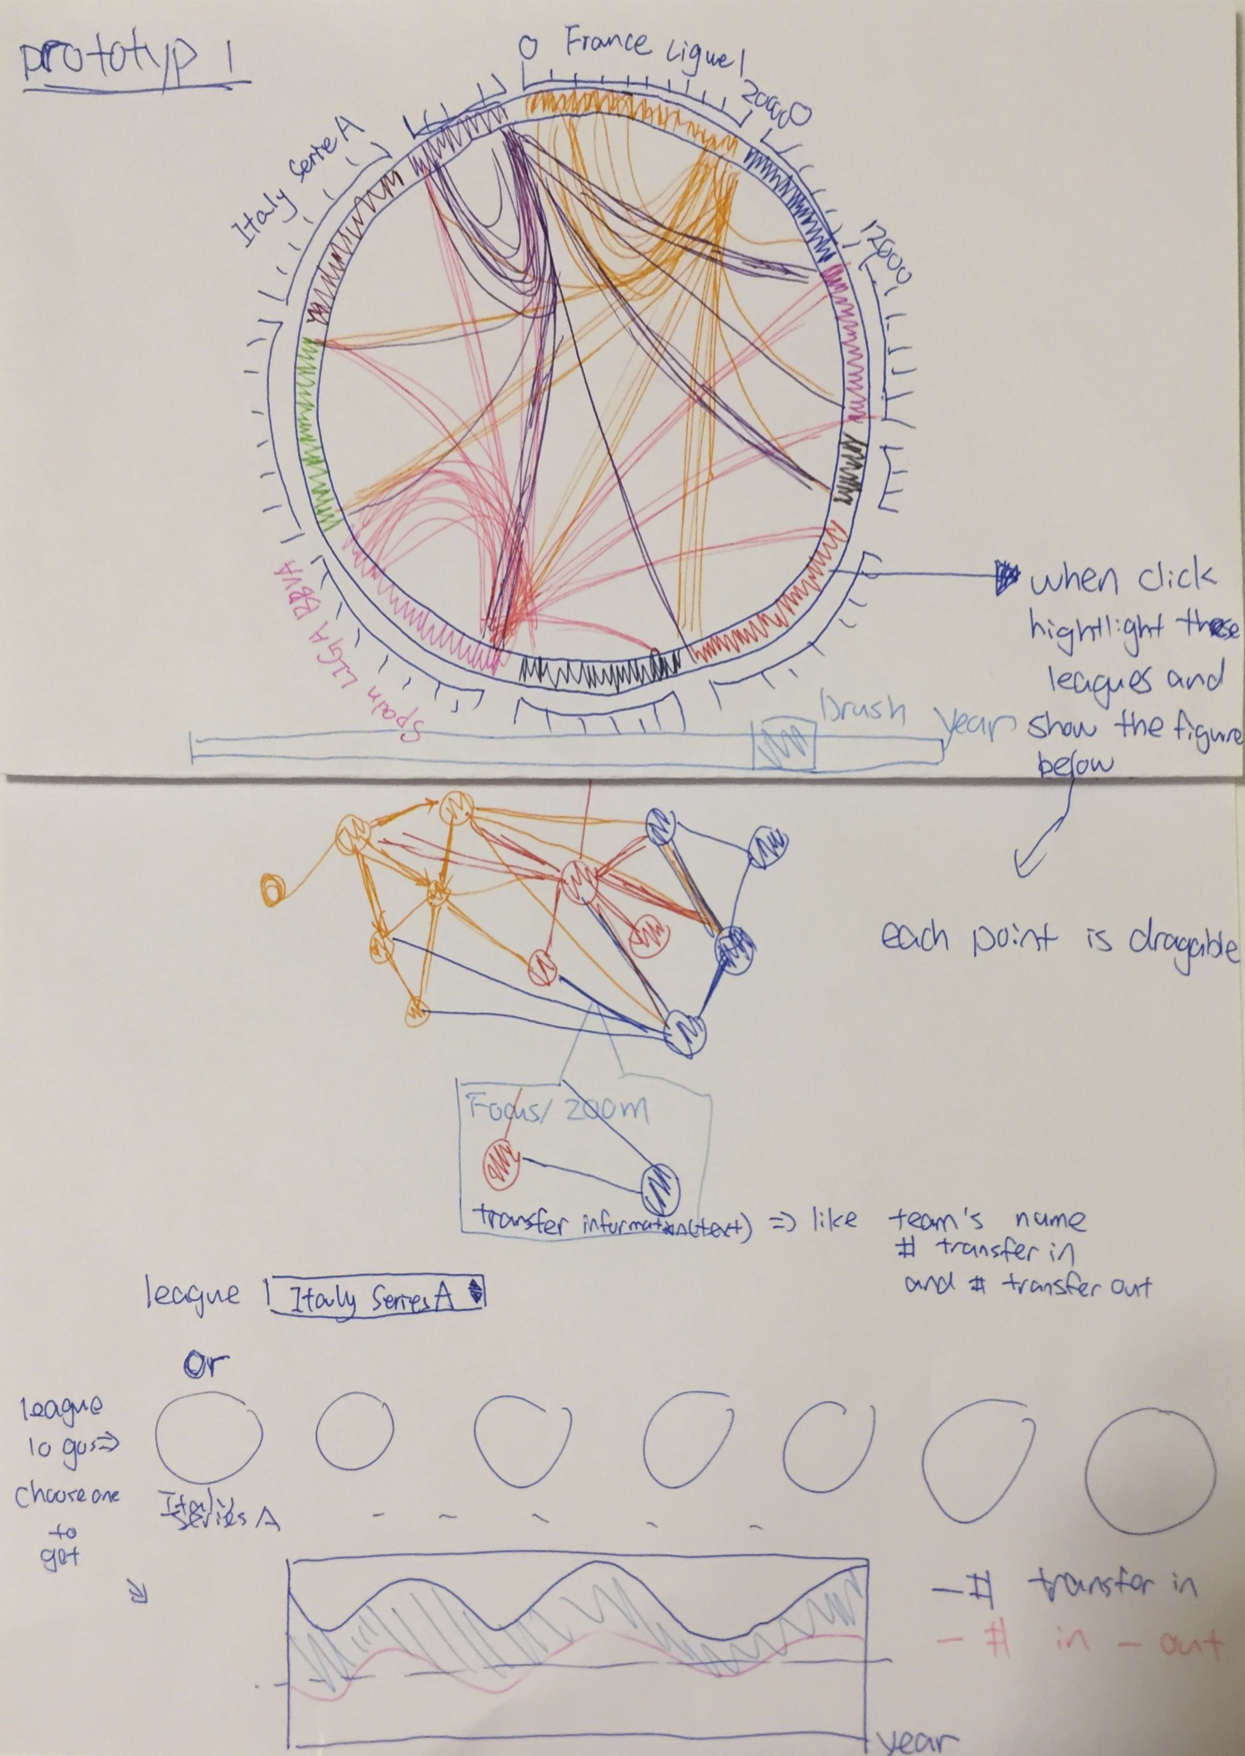 prototyp 1
0 France Ligue 1
20000
Italy Serie A
12000
Spain LIGA BBVA
brush
year
when click
hightlight these
leagues and
show the figure
below
each point is dragable
Focus/ zoom
transfer information(text) => like team's name
# transfer in
and # transfer out
league Italy Series A
or
league
logos =>
choose one
to
get
Italy
Series A
- # transfer in
- # in - out
year